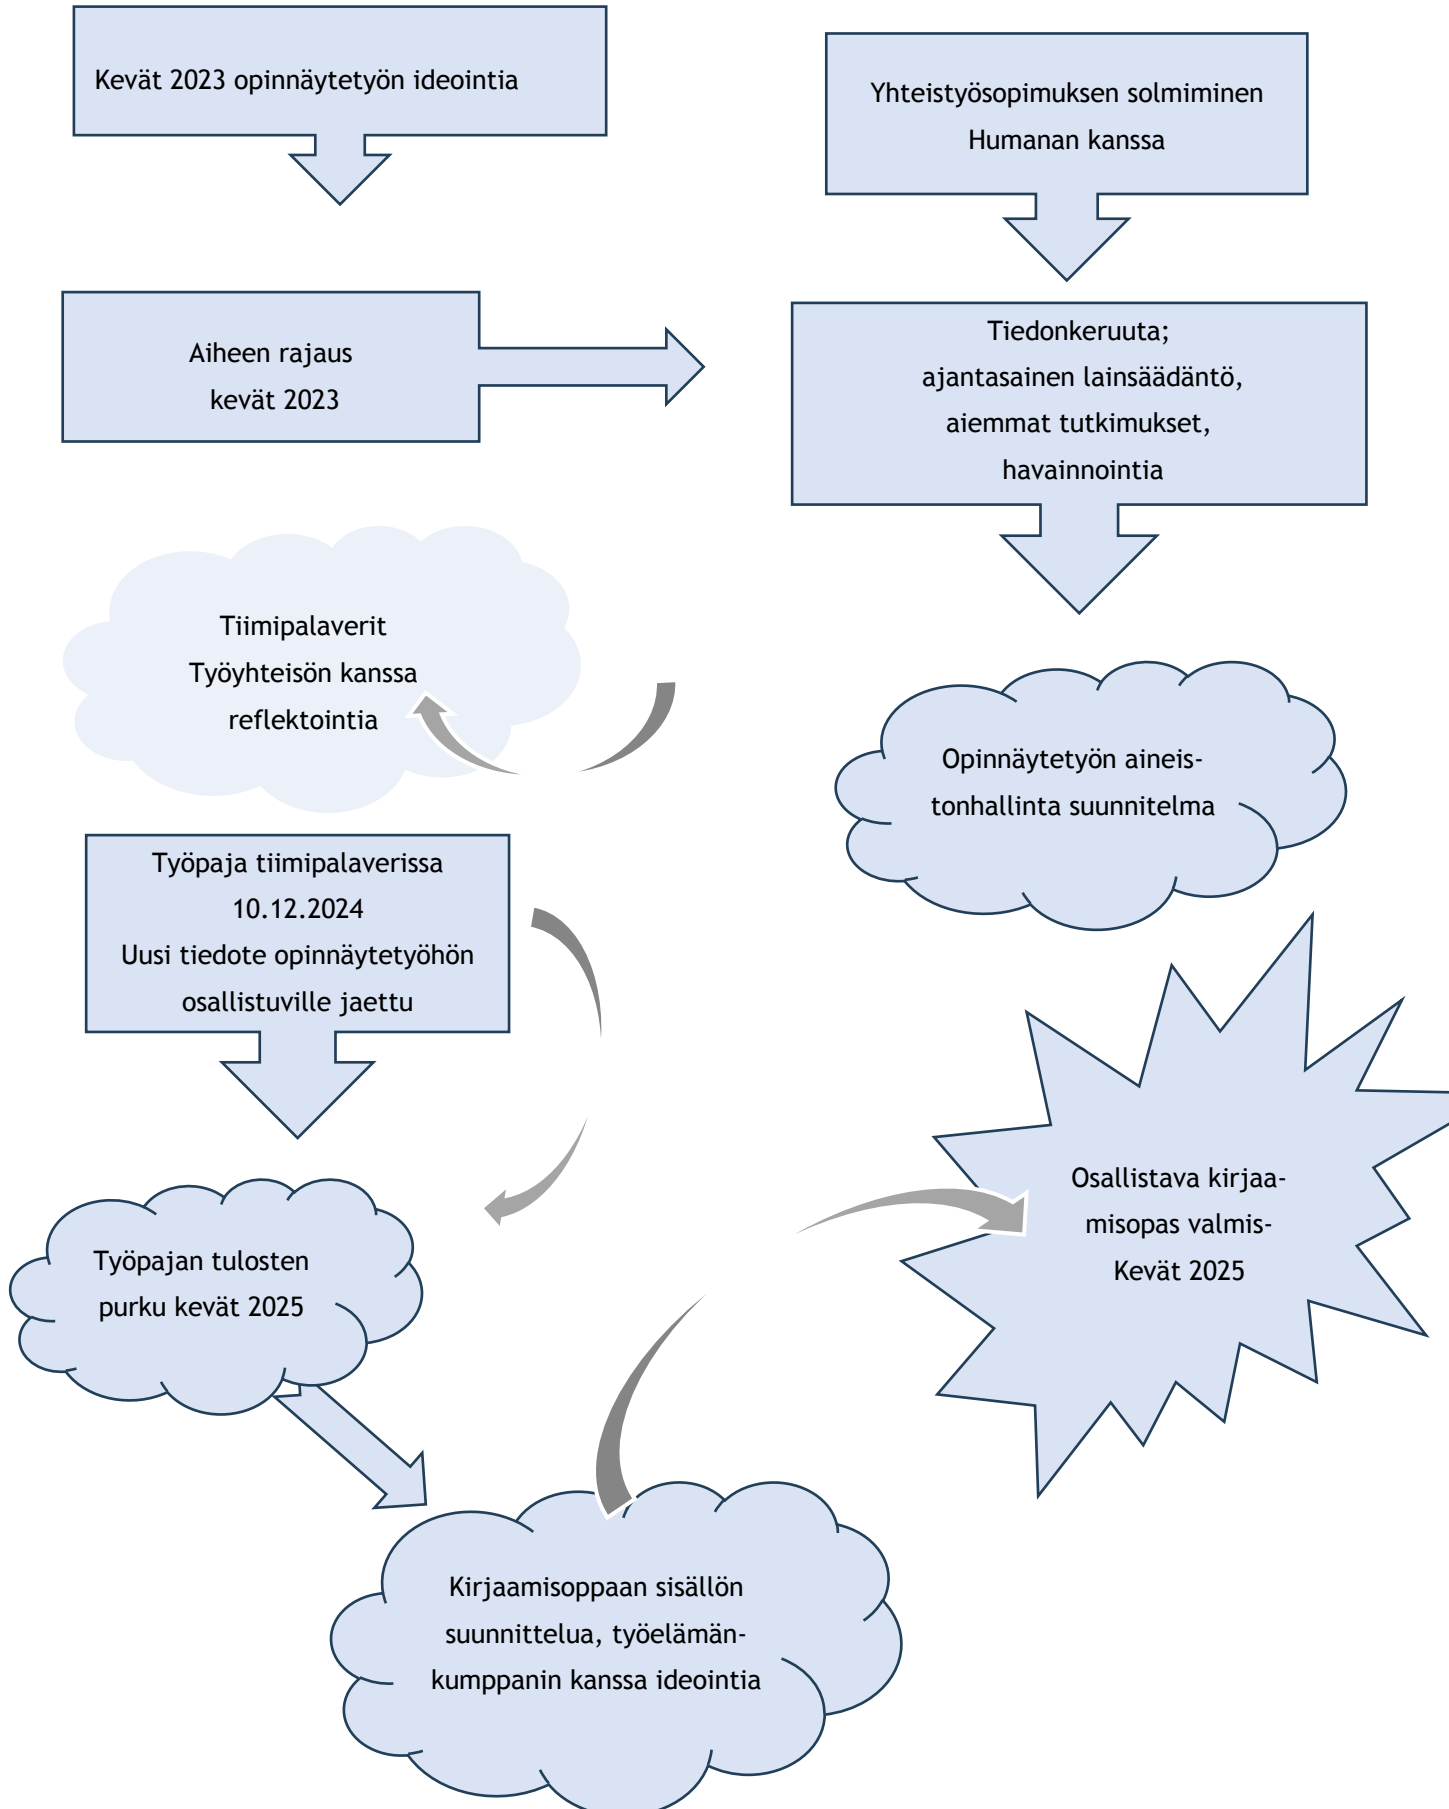 Kevät 2023 opinnäytetyön ideointia
Yhteistyösopimuksen solmiminen
Humanan kanssa
Aiheen rajaus
kevät 2023
Tiedonkeruuta;
ajantasainen lainsäädäntö,
aiemmat tutkimukset,
havainnointia
Tiimipalaverit
Työyhteisön kanssa
reflektointia
Opinnäytetyön aineis-
tonhallinta suunnitelma
Työpaja tiimipalaverissa
10.12.2024
Uusi tiedote opinnäytetyöhön
osallistuville jaettu
Osallistava kirjaa-
misopas valmis-
Kevät 2025
Työpajan tulosten
purku kevät 2025
Kirjaamisoppaan sisällön
suunnittelua, työelämän-
kumppanin kanssa ideointia